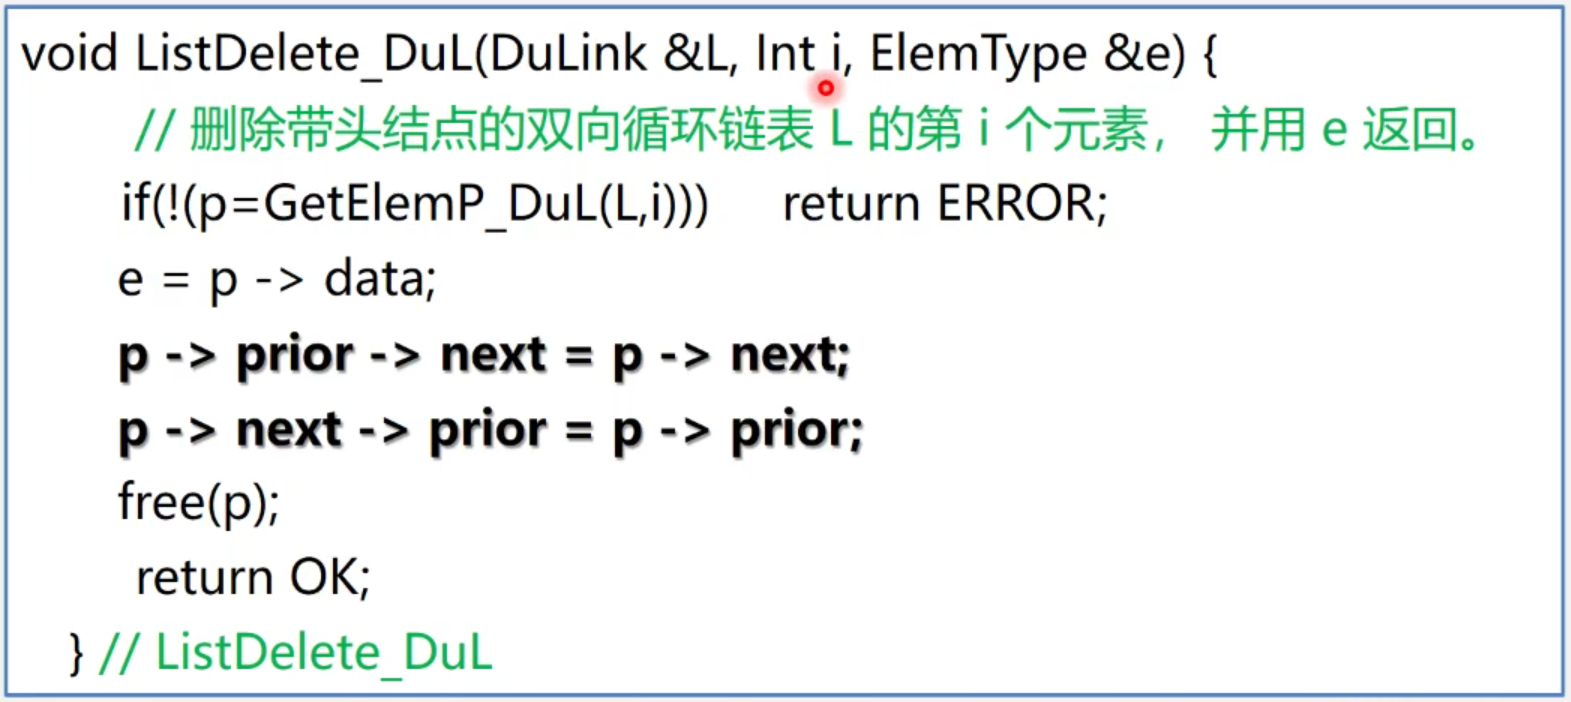 void ListDelete_DuL(DuLink &L, Int i, ElemType &e) {
// 删除带头结点的双向循环链表 L 的第 i 个元素， 并用 e 返回。
if(!(p=GetElemP_DuL(L,i))) return ERROR;
e = p -> data;
p -> prior -> next = p -> next;
p -> next -> prior = p -> prior;
free(p);
return OK;
} // ListDelete_DuL